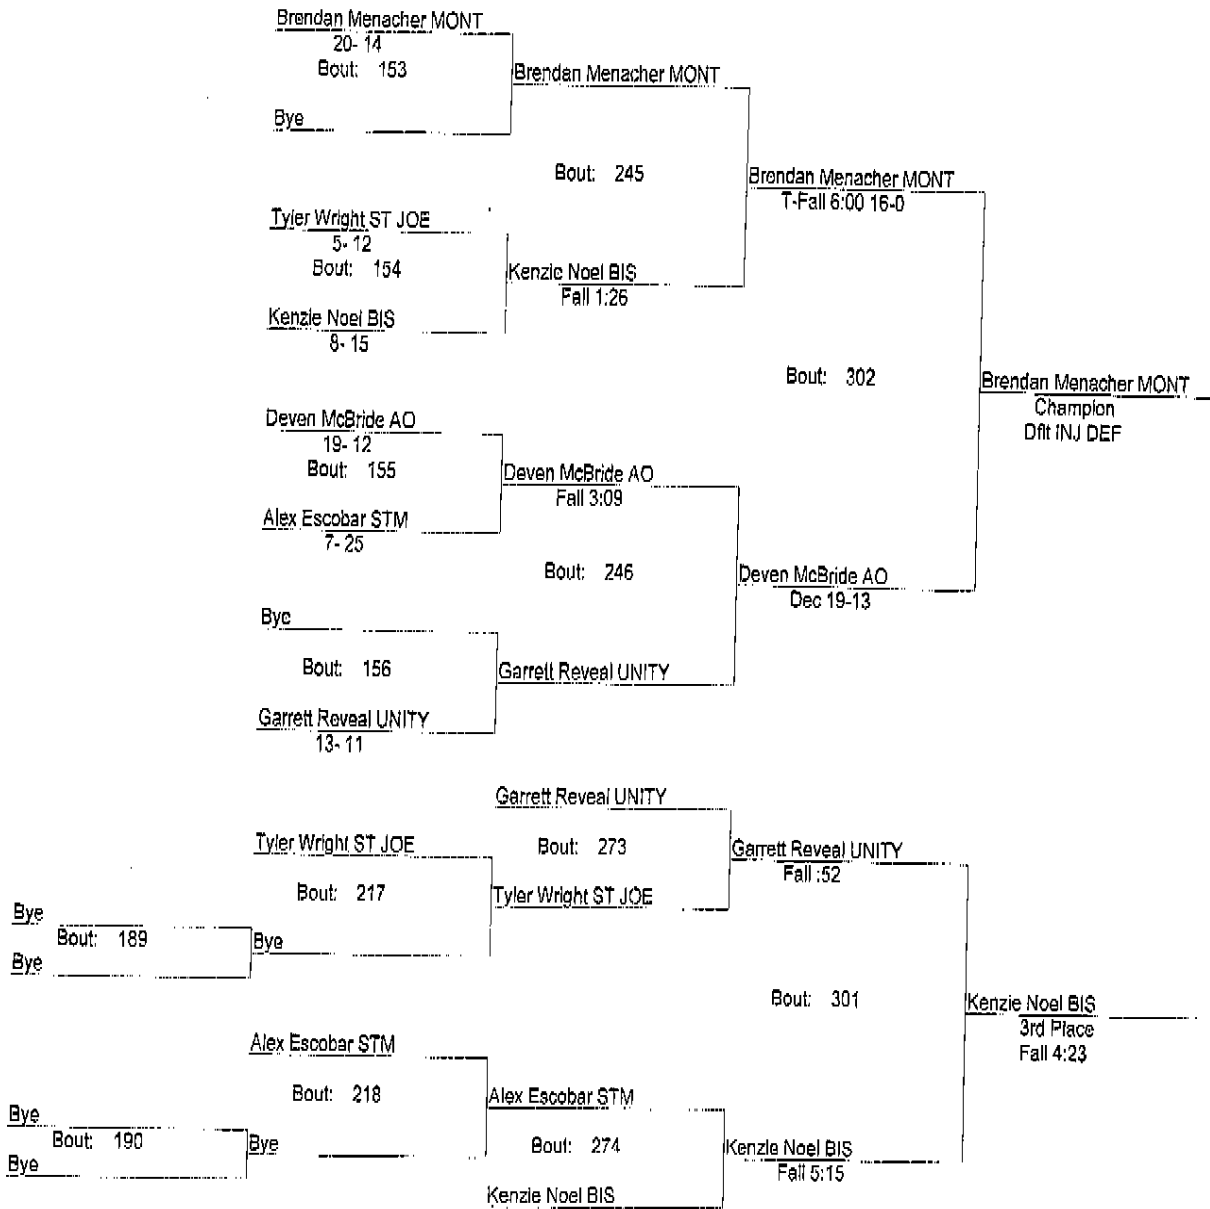 Brendan Menacher MONT
20- 14
Bout: 153
Brendan Menacher MONT
Bye
Bout: 245
Brendan Menacher MONT
T-Fall 6:00 16-0
Tyler Wright ST JOE
5- 12
Bout: 154
Kenzie Noel BIS
Fall 1:26
Kenzie Noel BIS
8- 15
Bout: 302
Brendan Menacher MONT
Champion
Dflt INJ DEF
Deven McBride AO
19- 12
Bout: 155
Deven McBride AO
Fall 3:09
Alex Escobar STM
7- 25
Bout: 246
Deven McBride AO
Dec 19-13
Bye
Bout: 156
Garrett Reveal UNITY
Garrett Reveal UNITY
13- 11
Garrett Reveal UNITY
Tyler Wright ST JOE
Bout: 273
Garrett Reveal UNITY
Fall :52
Bout: 217
Tyler Wright ST JOE
Bye
Bout: 189
Bye
Bye
Bout: 301
Kenzie Noel BIS
3rd Place
Fall 4:23
Alex Escobar STM
Bout: 218
Alex Escobar STM
Bye
Bout: 190
Bye
Bye
Bout: 274
Kenzie Noel BIS
Fall 5:15
Kenzie Noel BIS